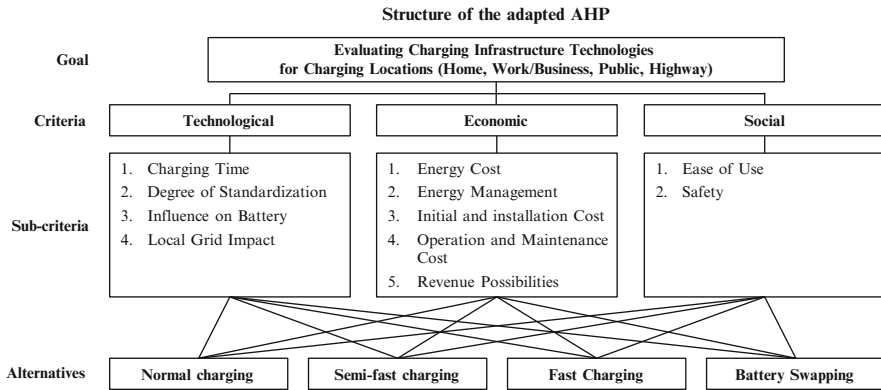 Structure of the adapted AHP
Goal
Evaluating Charging Infrastructure Technologies
for Charging Locations (Home, Work/Business, Public, Highway)
Criteria
Technological
Economic
Social
Sub-criteria
1. Charging Time
2. Degree of Standardization
3. Influence on Battery
4. Local Grid Impact
1. Energy Cost
2. Energy Management
3. Initial and installation Cost
4. Operation and Maintenance
Cost
5. Revenue Possibilities
1. Ease of Use
2. Safety
Alternatives
Normal charging
Semi-fast charging
Fast Charging
Battery Swapping